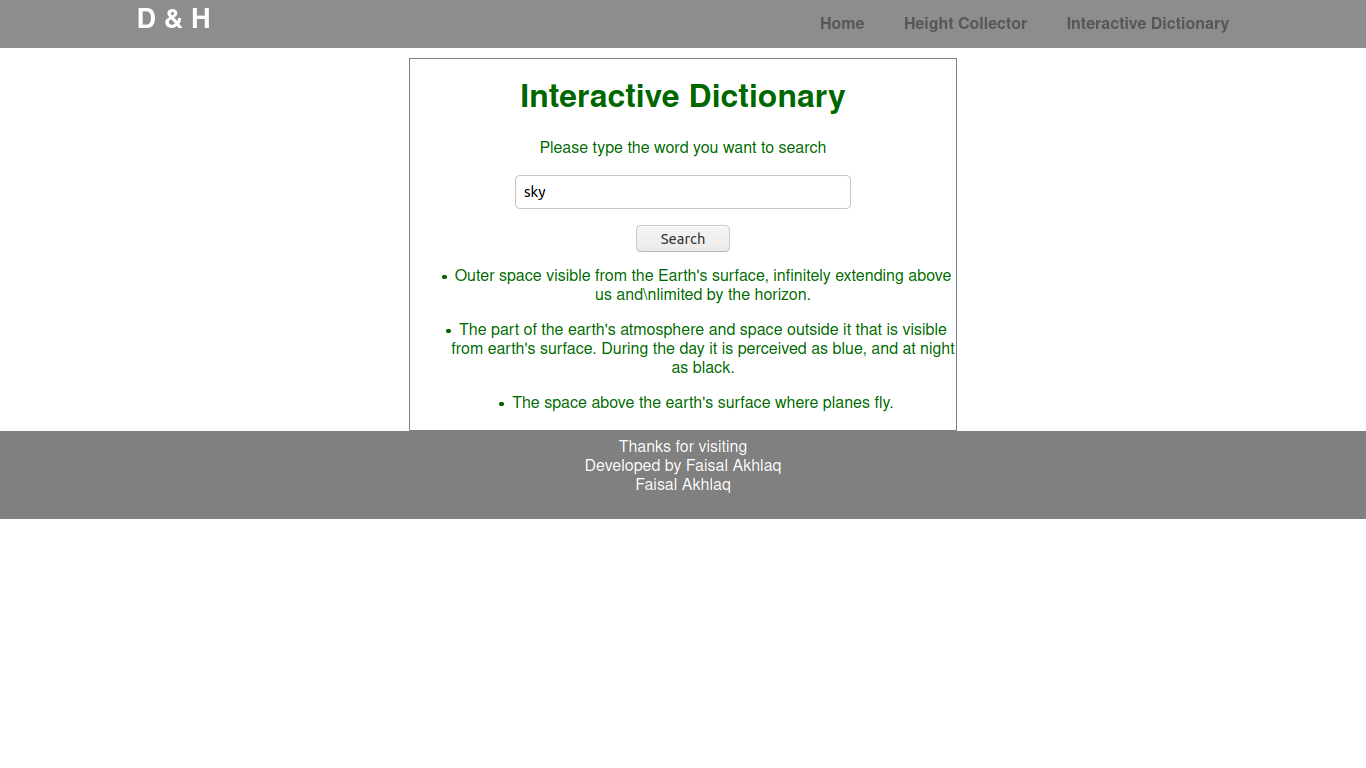 D & H
Home Height Collector Interactive Dictionary
Interactive Dictionary
Please type the word you want to search
sky
Search
• Outer space visible from the Earth's surface, infinitely extending above
us and\nlimited by the horizon.
• The part of the earth's atmosphere and space outside it that is visible
from earth's surface. During the day it is perceived as blue, and at night
as black.
• The space above the earth's surface where planes fly.
Thanks for visiting
Developed by Faisal Akhlaq
Faisal Akhlaq